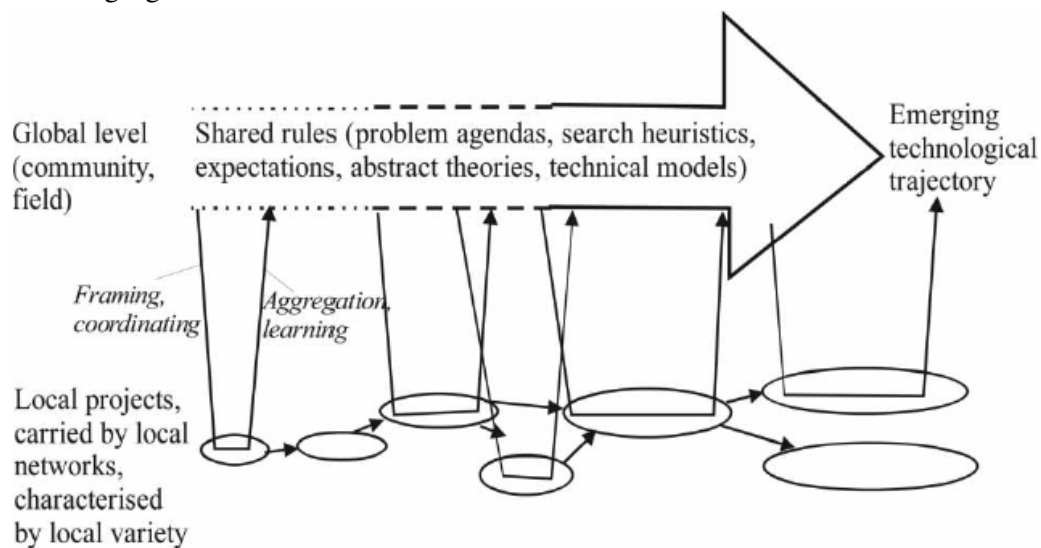 Global level
(community,
field)
Shared rules (problem agendas, search heuristics,
expectations, abstract theories, technical models)
Emerging
technological
trajectory
Framing,
coordinating
Aggregation,
learning
Local projects,
carried by local
networks,
characterised
by local variety